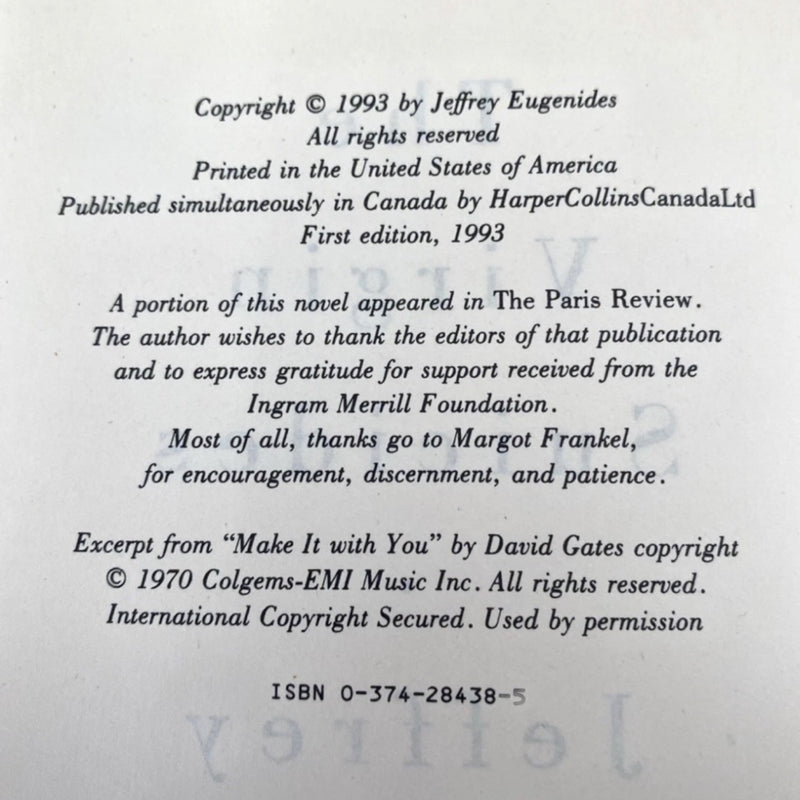 Copyright © 1993 by Jeffrey Eugenides
All rights reserved
Printed in the United States of America
Published simultaneously in Canada by HarperCollinsCanadaLtd
First edition, 1993
A portion of this novel appeared in The Paris Review.
The author wishes to thank the editors of that publication
and to express gratitude for support received from the
Ingram Merrill Foundation.
Most of all, thanks go to Margot Frankel,
for encouragement, discernment, and patience.
Excerpt from “Make It with You” by David Gates copyright
© 1970 Colgems-EMI Music Inc. All rights reserved.
International Copyright Secured. Used by permission
ISBN 0-374-28438-5